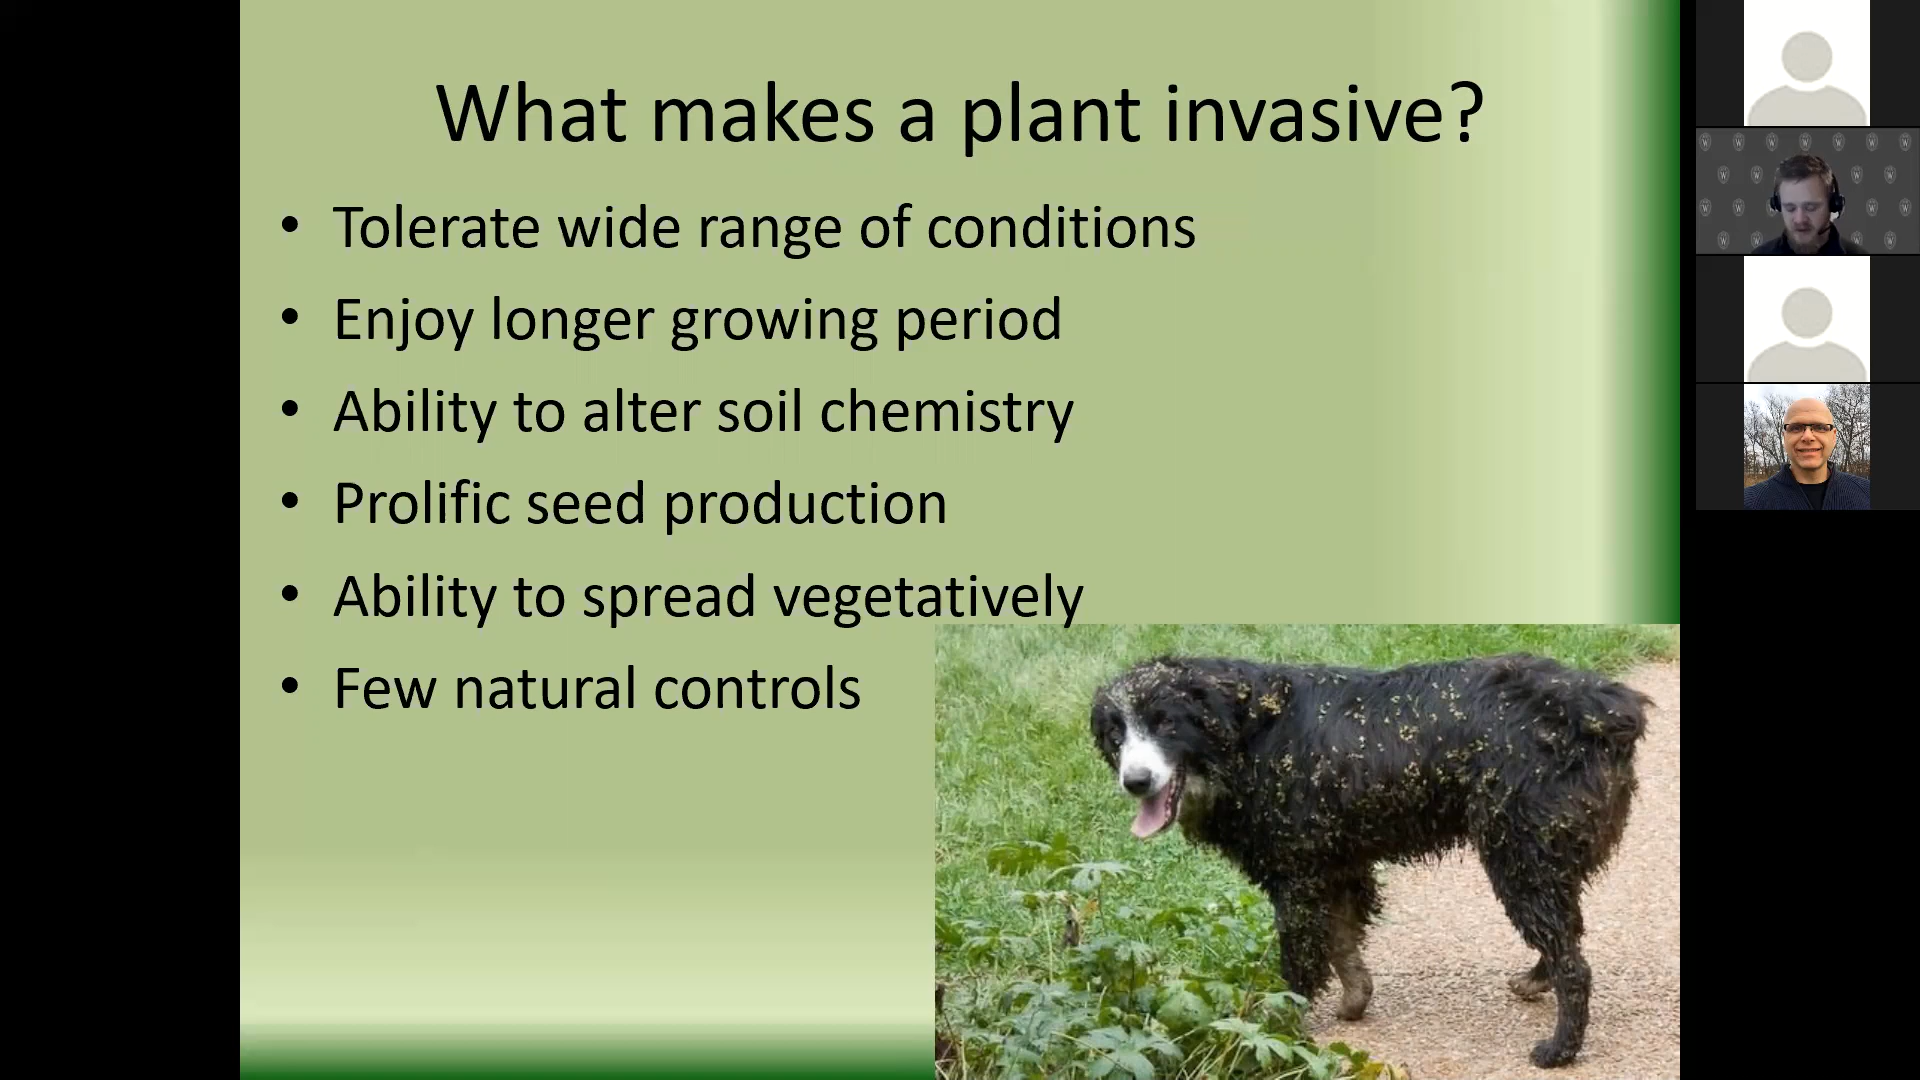 What makes a plant invasive?
• Tolerate wide range of conditions
• Enjoy longer growing period
• Ability to alter soil chemistry
• Prolific seed production
• Ability to spread vegetatively
• Few natural controls